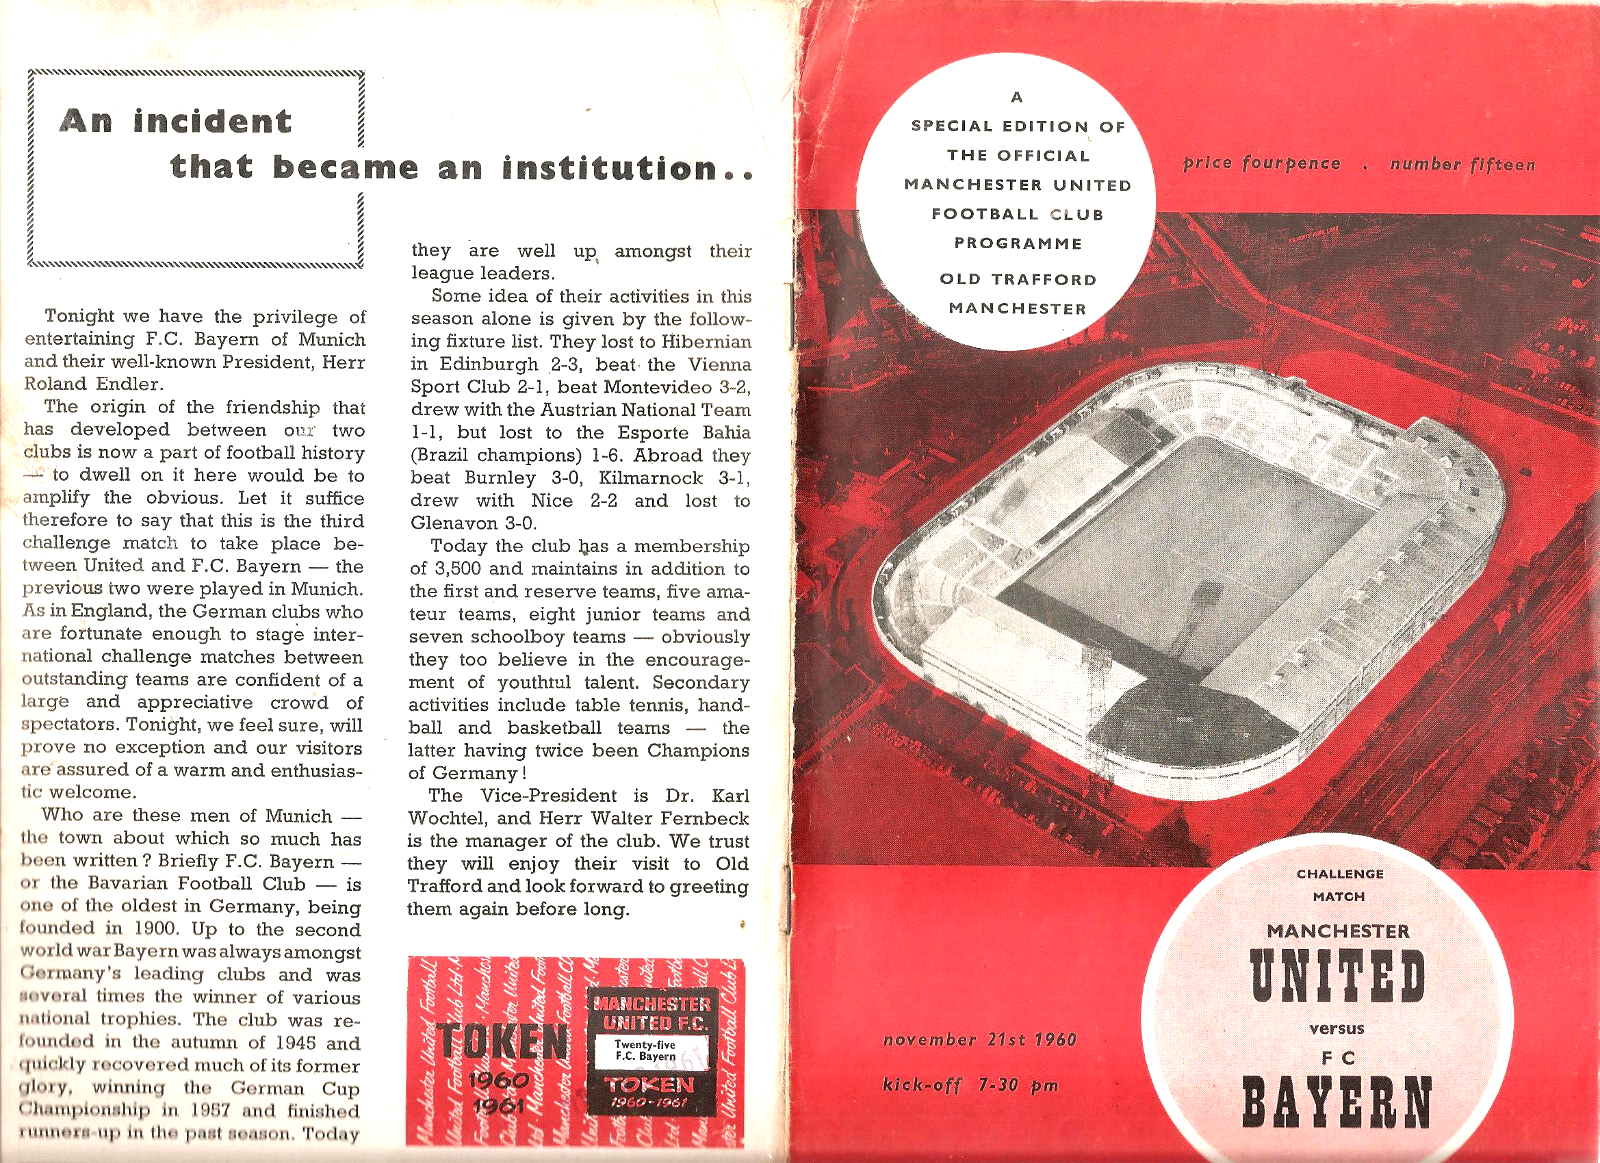 An incident
that became an institution..
Tonight we have the privilege of
entertaining F.C. Bayern of Munich
and their well-known President, Herr
Roland Endler.
The origin of the friendship that
has developed between our two
clubs is now a part of football history
— to dwell on it here would be to
amplify the obvious. Let it suffice
therefore to say that this is the third
challenge match to take place be-
tween United and F.C. Bayern — the
previous two were played in Munich.
As in England, the German clubs who
are fortunate enough to stage inter-
national challenge matches between
outstanding teams are confident of a
large and appreciative crowd of
spectators. Tonight, we feel sure, will
prove no exception and our visitors
are assured of a warm and enthusias-
tic welcome.
Who are these men of Munich —
the town about which so much has
been written? Briefly F.C. Bayern —
or the Bavarian Football Club — is
one of the oldest in Germany, being
founded in 1900. Up to the second
world war Bayern was always amongst
Germany's leading clubs and was
several times the winner of various
national trophies. The club was re-
founded in the autumn of 1945 and
quickly recovered much of its former
glory, winning the German Cup
Championship in 1957 and finished
runners-up in the past season. Today
they are well up amongst their
league leaders.
Some idea of their activities in this
season alone is given by the follow-
ing fixture list. They lost to Hibernian
in Edinburgh 2-3, beat the Vienna
Sport Club 2-1, beat Montevideo 3-2,
drew with the Austrian National Team
1-1, but lost to the Esporte Bahia
(Brazil champions) 1-6. Abroad they
beat Burnley 3-0, Kilmarnock 3-1,
drew with Nice 2-2 and lost to
Glenavon 3-0.
Today the club has a membership
of 3,500 and maintains in addition to
the first and reserve teams, five ama-
teur teams, eight junior teams and
seven schoolboy teams — obviously
they too believe in the encourage-
ment of youthful talent. Secondary
activities include table tennis, hand-
ball and basketball teams — the
latter having twice been Champions
of Germany!
The Vice-President is Dr. Karl
Wochtel, and Herr Walter Fernbeck
is the manager of the club. We trust
they will enjoy their visit to Old
Trafford and look forward to greeting
them again before long.
TOKEN
1960
1961
MANCHESTER
UNITED F.C.
Twenty-five
F.C. Bayern
TOKEN
1960-1961
A
SPECIAL EDITION OF
THE OFFICIAL
MANCHESTER UNITED
FOOTBALL CLUB
PROGRAMME
OLD TRAFFORD
MANCHESTER
price fourpence . number fifteen
CHALLENGE
MATCH
MANCHESTER
UNITED
versus
F C
BAYERN
november 21st 1960
kick-off 7-30 pm